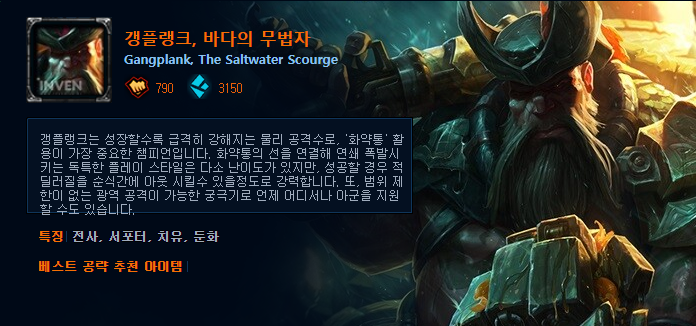 갱플랭크, 바다의 무법자
Gangplank, The Saltwater Scourge
790 3150
INVEN
갱플랭크는 성장할수록 급격히 강해지는 물리 공격수로, '화약통' 활
용이 가장 중요한 챔피언입니다. 화약통의 선을 연결해 연쇄 폭발시
키는 독특한 플레이 스타일은 다소 난이도가 있지만, 성공할 경우 적
딜러질을 순식간에 아웃 시킬수 있을정도로 강력합니다. 또, 범위 제
한이 없는 광역 공격이 가능한 궁극기로 언제 어디서나 아군을 지원
할 수도 있습니다.
특징| 전사, 서포터, 치유, 둔화
베스트 공략 추천 아이템|